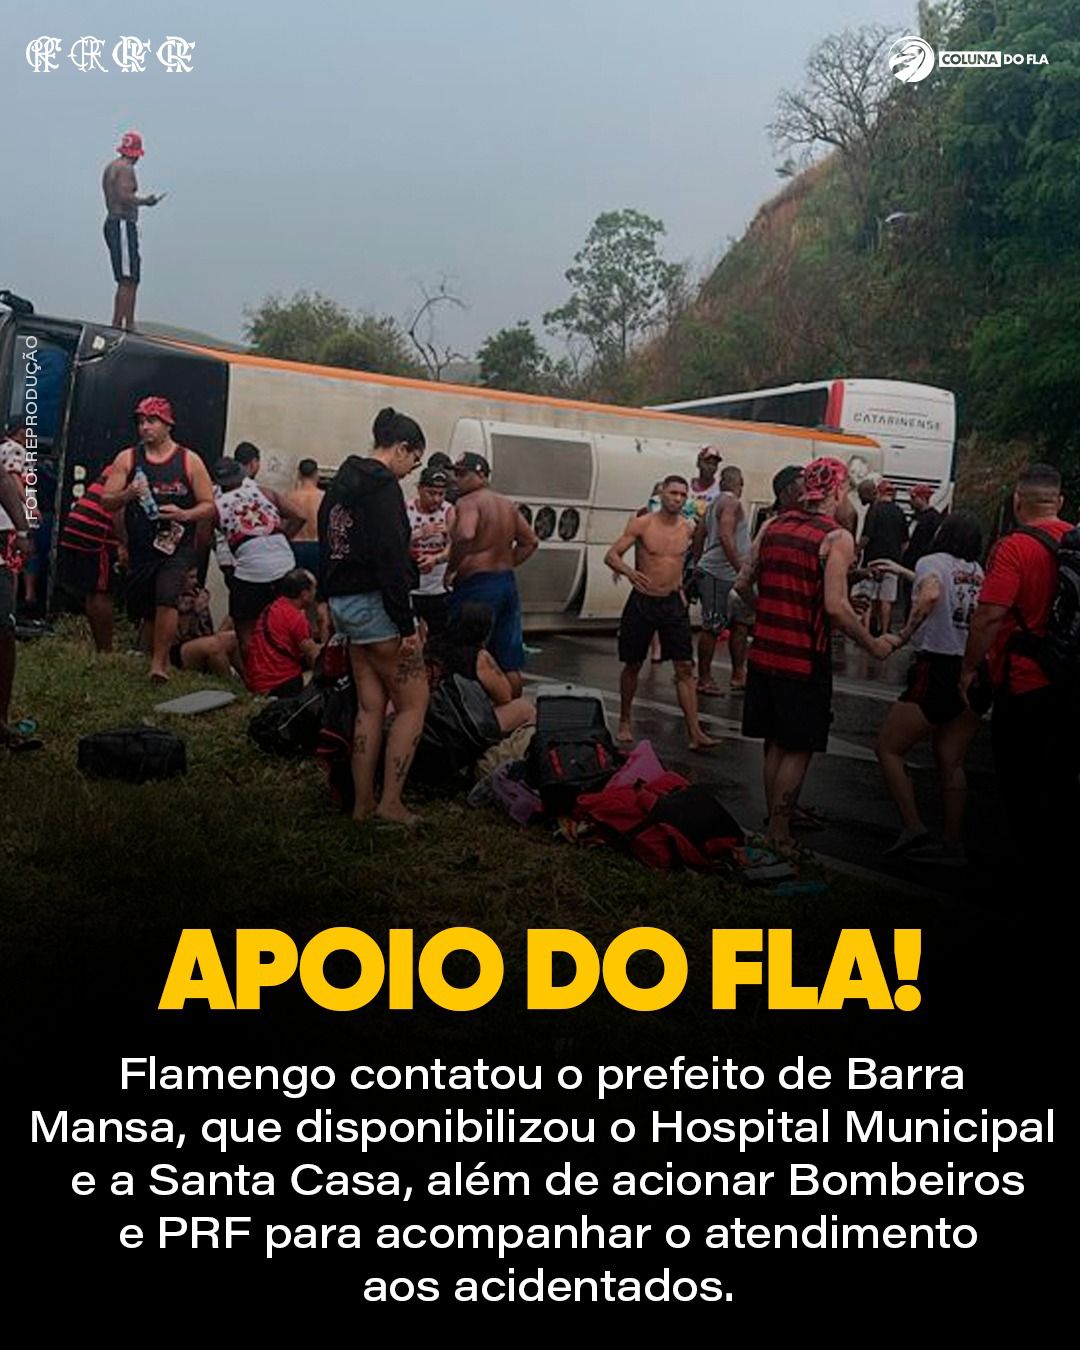 COLUNA DO FLA
FOTO: REPRODUÇÃO
CATARINENSE
APOIO DO FLA!
Flamengo contatou o prefeito de Barra
Mansa, que disponibilizou o Hospital Municipal
e a Santa Casa, além de acionar Bombeiros
e PRF para acompanhar o atendimento
aos acidentados.